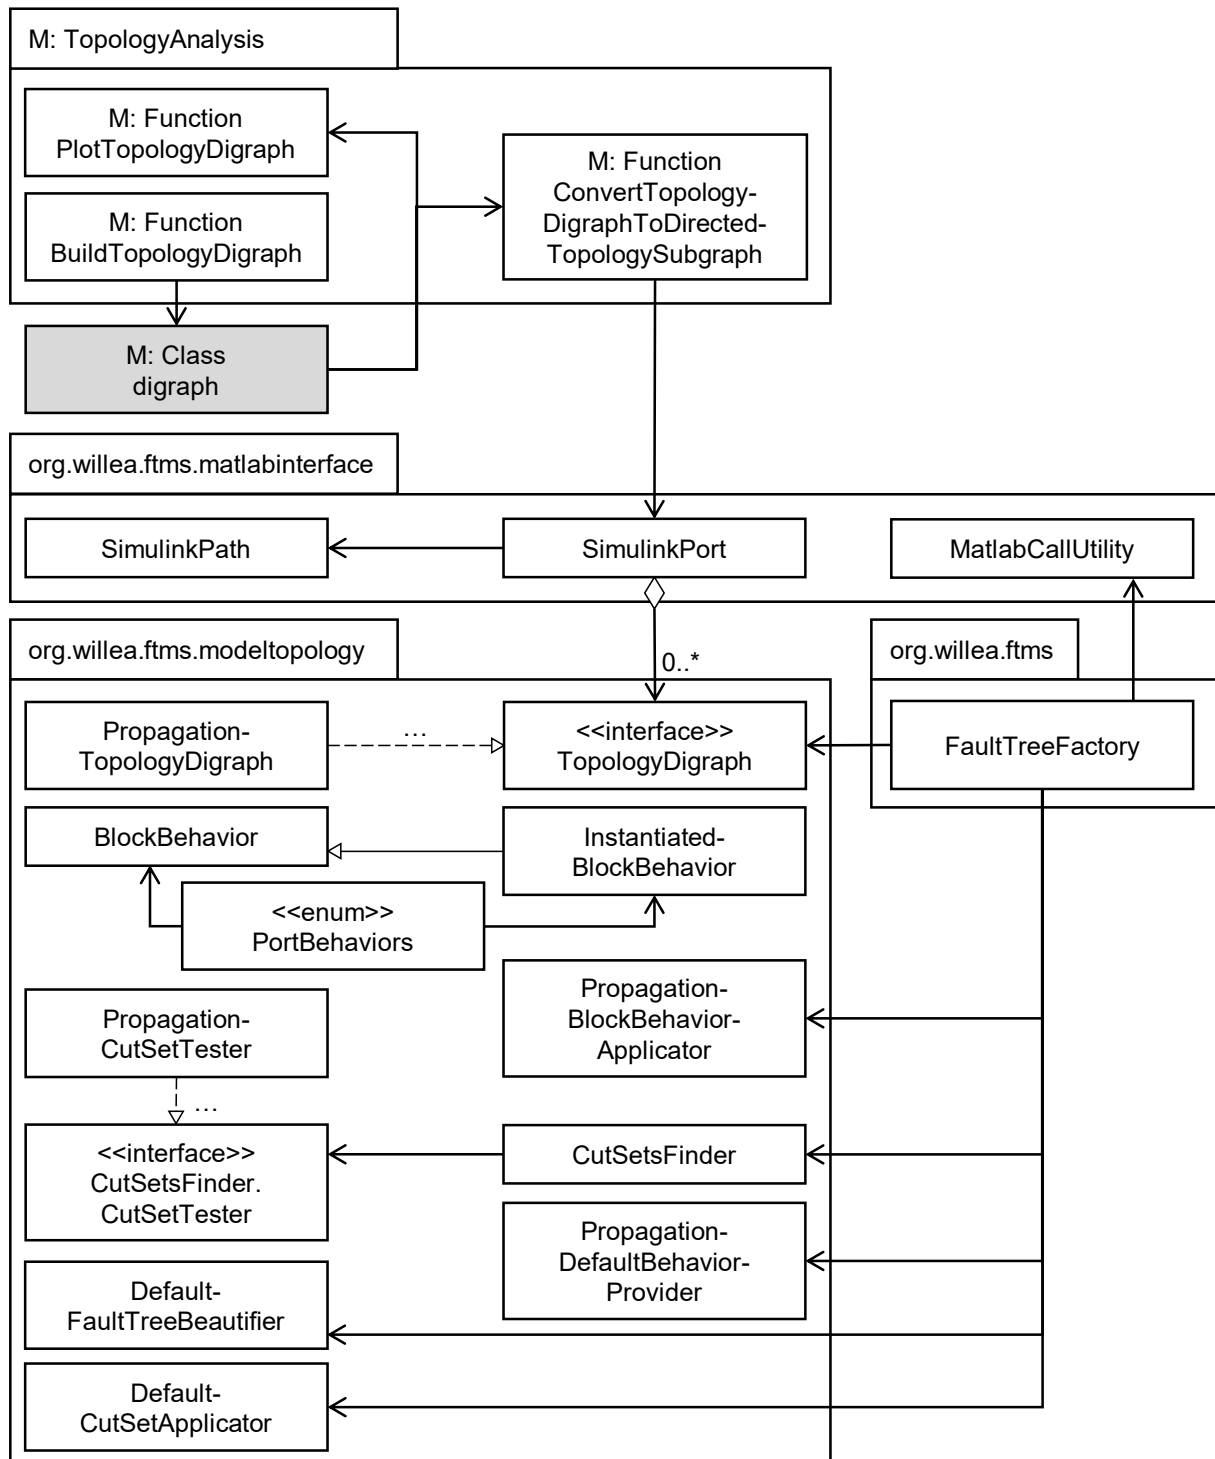 M: TopologyAnalysis
M: Function
PlotTopologyDigraph
M: Function
BuildTopologyDigraph
M: Function
ConvertTopology-
DigraphToDirected-
TopologySubgraph
M: Class
digraph
org.willea.ftms.matlabinterface
SimulinkPath
SimulinkPort
MatlabCallUtility
org.willea.ftms.modeltopology
0..*
org.willea.ftms
Propagation-
TopologyDigraph
...
<<interface>>
TopologyDigraph
FaultTreeFactory
BlockBehavior
Instantiated-
BlockBehavior
<<enum>>
PortBehaviors
Propagation-
BlockBehavior-
Applicator
Propagation-
CutSetTester
...
<<interface>>
CutSetsFinder.
CutSetTester
CutSetsFinder
Propagation-
DefaultBehavior-
Provider
Default-
FaultTreeBeautifier
Default-
CutSetApplicator